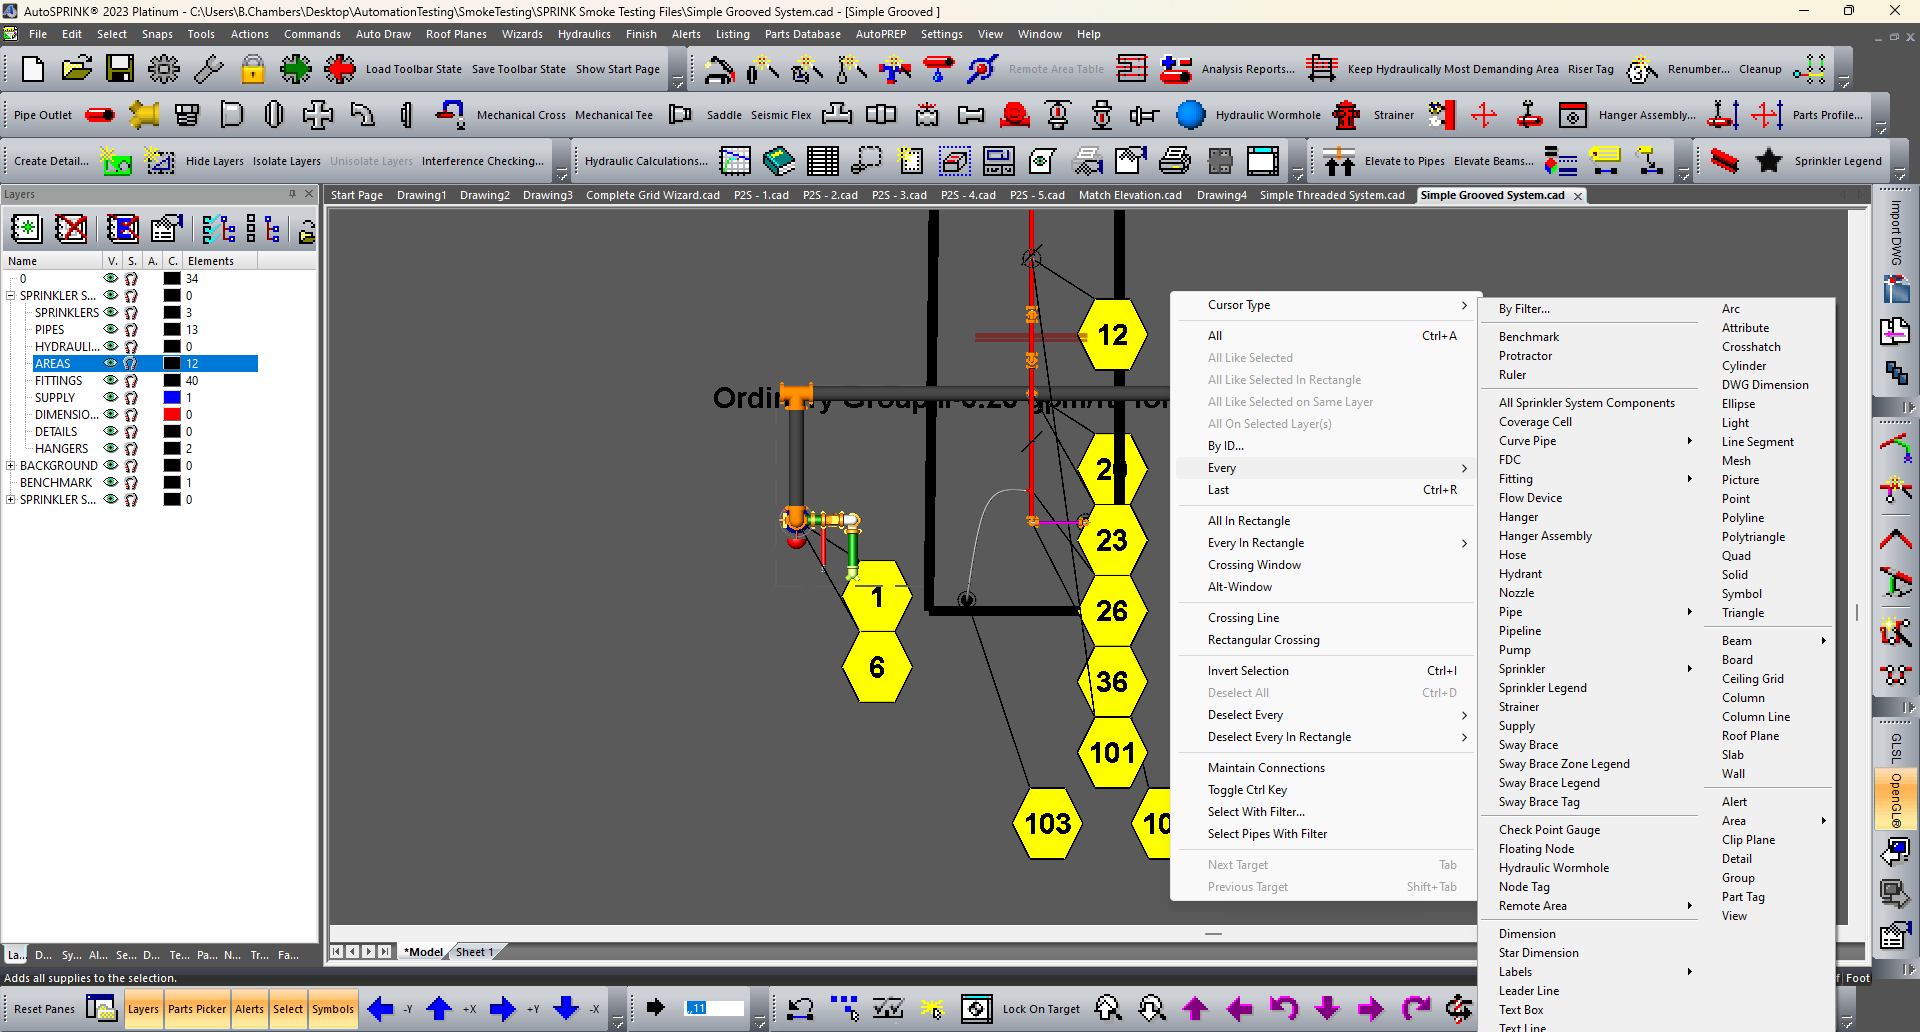 AutoSPRINK® 2023 Platinum - C:\Users\B.Chambers\Desktop\AutomationTesting\SmokeTesting\SPRINK Smoke Testing Files\Simple Grooved System.cad - [Simple Grooved ]
File Edit Select Snaps Tools Actions Commands Auto Draw Roof Planes Wizards Hydraulics Finish Alerts Listing Parts Database AutoPREP Settings View Window Help
Load Toolbar State Save Toolbar State Show Start Page Remote Area Table Analysis Reports... Keep Hydraulically Most Demanding Area Riser Tag Renumber... Cleanup
Pipe Outlet Mechanical Cross Mechanical Tee Saddle Seismic Flex Hydraulic Wormhole Strainer Hanger Assembly... Parts Profile...
Create Detail... Hide Layers Isolate Layers Unisolate Layers Interference Checking... Hydraulic Calculations... Elevate to Pipes Elevate Beams... Sprinkler Legend
Layers
Start Page Drawing1 Drawing2 Drawing3 Complete Grid Wizard.cad P2S - 1.cad P2S - 2.cad P2S - 3.cad P2S - 4.cad P2S - 5.cad Match Elevation.cad Drawing4 Simple Threaded System.cad Simple Grooved System.cad
Name V. S. A. C. Elements
0 34
SPRINKLER S... 0
SPRINKLERS 3
PIPES 13
HYDRAULI... 0
AREAS 12
FITTINGS 40
SUPPLY 1
DIMENSIO... 0
DETAILS 0
HANGERS 2
BACKGROUND 0
BENCHMARK 1
SPRINKLER S... 0
12
23
26
36
101
103
1
6
Cursor Type
All Ctrl+A
All Like Selected
All Like Selected In Rectangle
All Like Selected on Same Layer
All On Selected Layer(s)
By ID...
Every
Last Ctrl+R
All In Rectangle
Every In Rectangle
Crossing Window
Alt-Window
Crossing Line
Rectangular Crossing
Invert Selection Ctrl+I
Deselect All Ctrl+D
Deselect Every
Deselect Every In Rectangle
Maintain Connections
Toggle Ctrl Key
Select With Filter...
Select Pipes With Filter
Next Target Tab
Previous Target Shift+Tab
By Filter...
Benchmark
Protractor
Ruler
All Sprinkler System Components
Coverage Cell
Curve Pipe
FDC
Fitting
Flow Device
Hanger
Hanger Assembly
Hose
Hydrant
Nozzle
Pipe
Pipeline
Pump
Sprinkler
Sprinkler Legend
Strainer
Supply
Sway Brace
Sway Brace Zone Legend
Sway Brace Legend
Sway Brace Tag
Check Point Gauge
Floating Node
Hydraulic Wormhole
Node Tag
Remote Area
Dimension
Star Dimension
Labels
Leader Line
Text Box
Text Line
Arc
Attribute
Crosshatch
Cylinder
DWG Dimension
Ellipse
Light
Line Segment
Mesh
Picture
Point
Polyline
Polytriangle
Quad
Solid
Symbol
Triangle
Beam
Board
Ceiling Grid
Column
Column Line
Roof Plane
Slab
Wall
Alert
Area
Clip Plane
Detail
Group
Part Tag
View
Import DWG
GLSL
OpenGL®
La... D... Sy... Al... Se... D... Te... Pa... N... Tr... Fa...
*Model Sheet 1
Adds all supplies to the selection.
Foot
Reset Panes Layers Parts Picker Alerts Select Symbols -Y +X +Y -X Lock On Target